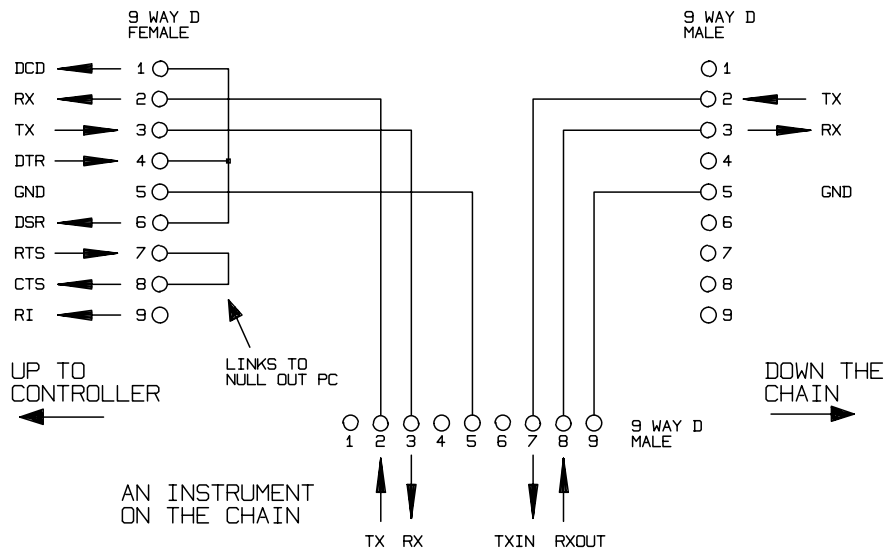 9 WAY D
FEMALE
9 WAY D
MALE
DCD 1 1
RX 2 2 TX
TX 3 3 RX
DTR 4 4
GND 5 5 GND
DSR 6 6
RTS 7 7
CTS 8 8
RI 9 9
LINKS TO
NULL OUT PC
UP TO
CONTROLLER
DOWN THE
CHAIN
1 2 3 4 5 6 7 8 9
9 WAY D
MALE
AN INSTRUMENT
ON THE CHAIN
TX RX TXIN RXOUT